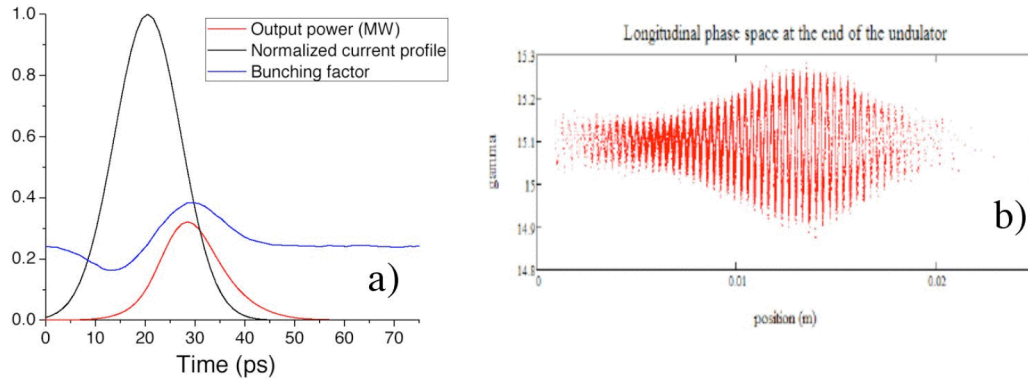 Output power (MW)
Normalized current profile
Bunching factor
1.0
0.8
0.6
0.4
0.2
0.0
0 10 20 30 40 50 60 70
Time (ps)
a)
Longitudinal phase space at the end of the undulator
15.3
15.2
15.1
15
14.9
14.8
gamma
0 0.01 0.02
position (m)
b)